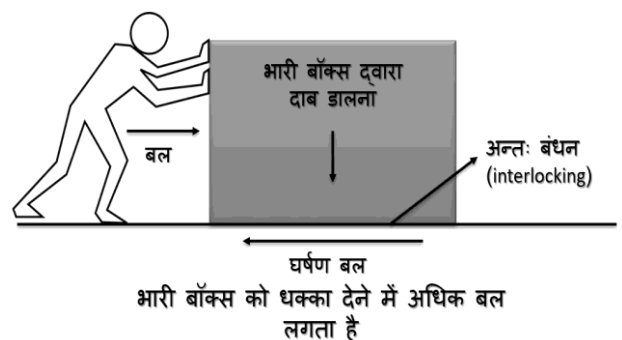 भारी बॉक्स द्वारा
दाब डालना
बल
अन्तः बंधन
(interlocking)
घर्षण बल
भारी बॉक्स को धक्का देने में अधिक बल
लगता है